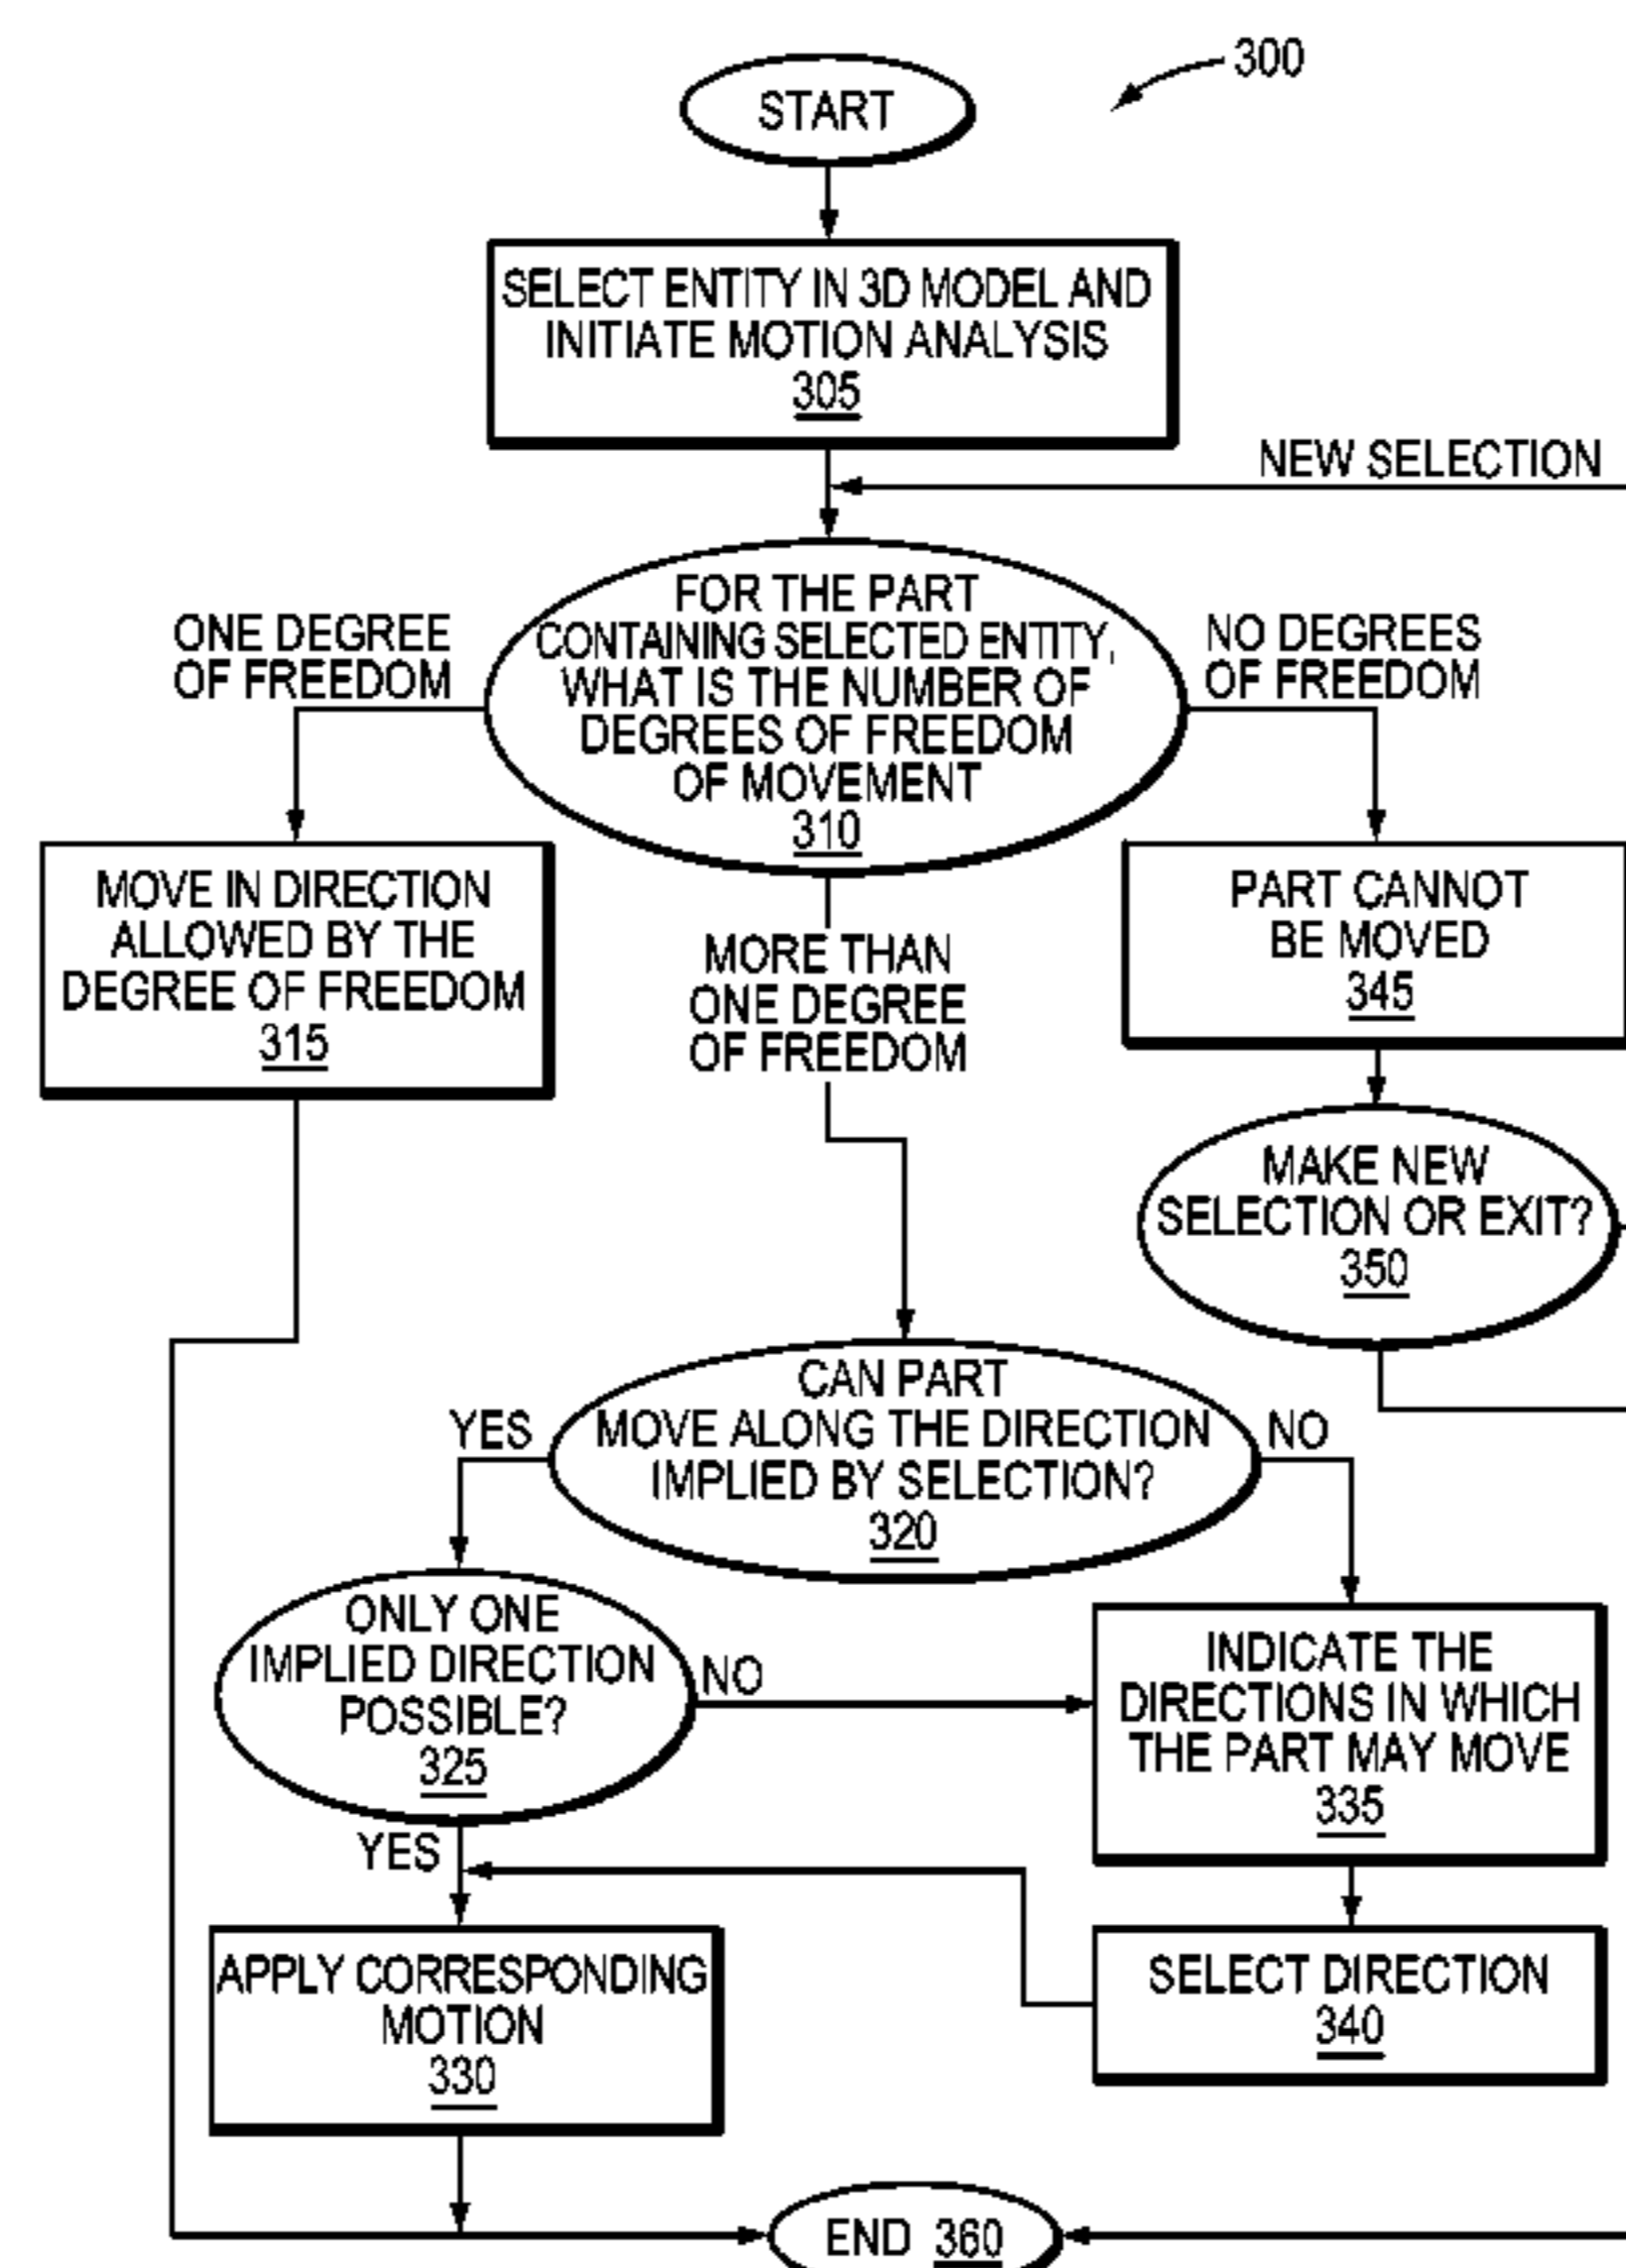 300
START
SELECT ENTITY IN 3D MODEL AND
INITIATE MOTION ANALYSIS
305
NEW SELECTION
FOR THE PART
CONTAINING SELECTED ENTITY,
WHAT IS THE NUMBER OF
DEGREES OF FREEDOM
OF MOVEMENT
310
ONE DEGREE
OF FREEDOM
NO DEGREES
OF FREEDOM
MOVE IN DIRECTION
ALLOWED BY THE
DEGREE OF FREEDOM
315
MORE THAN
ONE DEGREE
OF FREEDOM
PART CANNOT
BE MOVED
345
MAKE NEW
SELECTION OR EXIT?
350
CAN PART
MOVE ALONG THE DIRECTION
IMPLIED BY SELECTION?
320
YES
NO
ONLY ONE
IMPLIED DIRECTION
POSSIBLE?
325
NO
INDICATE THE
DIRECTIONS IN WHICH
THE PART MAY MOVE
335
YES
APPLY CORRESPONDING
MOTION
330
SELECT DIRECTION
340
END 360